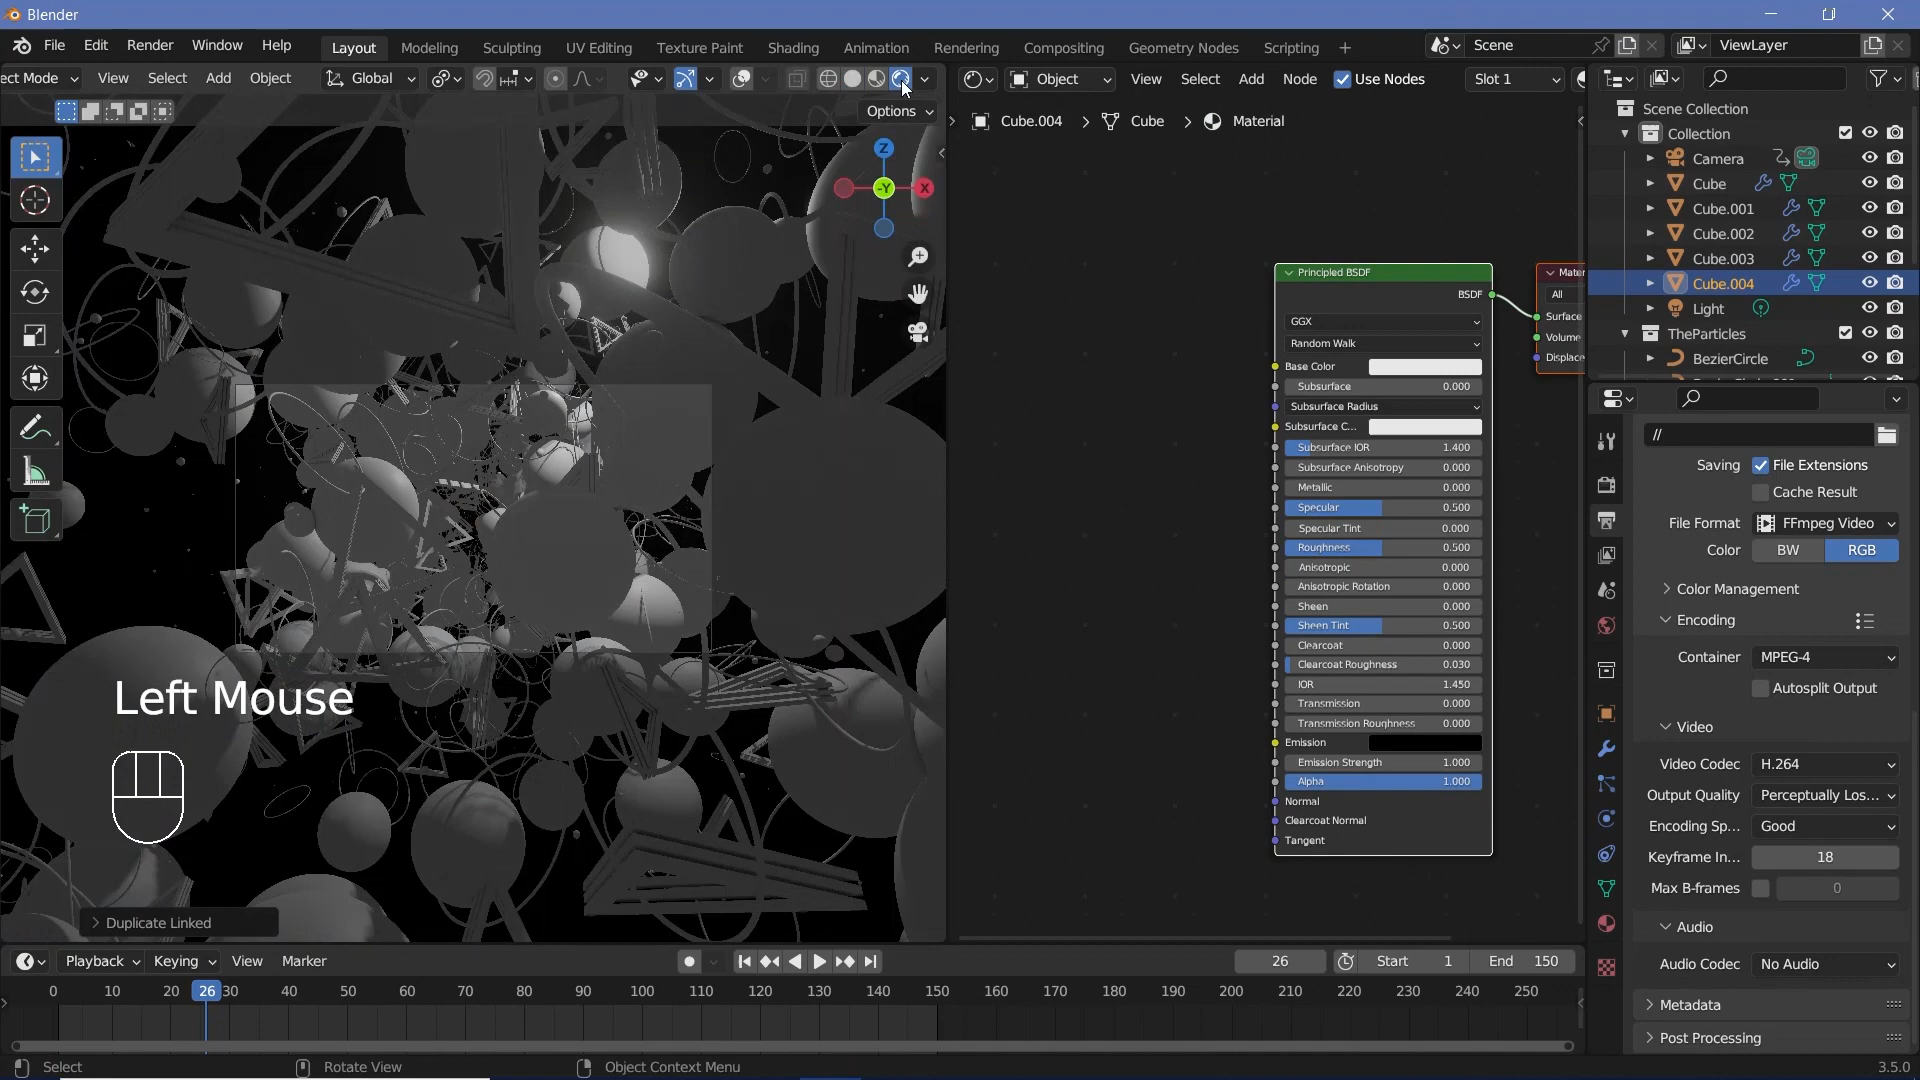 Blender
File Edit Render Window Help
Layout Modeling Sculpting UV Editing Texture Paint Shading Animation Rendering Compositing Geometry Nodes Scripting +
Scene
ViewLayer
ect Mode View Select Add Object Global
Object View Select Add Node Use Nodes Slot 1
Options
Z
-Y
X
Cube.004 > Cube > Material
Principled BSDF
BSDF
GGX
Random Walk
Base Color
Subsurface 0.000
Subsurface Radius
Subsurface C...
Subsurface IOR 1.400
Subsurface Anisotropy 0.000
Metallic 0.000
Specular 0.500
Specular Tint 0.000
Roughness 0.500
Anisotropic 0.000
Anisotropic Rotation 0.000
Sheen 0.000
Sheen Tint 0.500
Clearcoat 0.000
Clearcoat Roughness 0.030
IOR 1.450
Transmission 0.000
Transmission Roughness 0.000
Emission
Emission Strength 1.000
Alpha 1.000
Normal
Clearcoat Normal
Tangent
Mater
All
Surface
Volume
Displace
Scene Collection
Collection
Camera
Cube
Cube.001
Cube.002
Cube.003
Cube.004
Light
TheParticles
BezierCircle
//
Saving File Extensions
Cache Result
File Format FFmpeg Video
Color BW RGB
Color Management
Encoding
Container MPEG-4
Autosplit Output
Video
Video Codec H.264
Output Quality Perceptually Los...
Encoding Sp... Good
Keyframe In... 18
Max B-frames 0
Audio
Audio Codec No Audio
Metadata
Post Processing
Left Mouse
Duplicate Linked
Playback Keying View Marker
26 Start 1 End 150
0 10 20 26 30 40 50 60 70 80 90 100 110 120 130 140 150 160 170 180 190 200 210 220 230 240 250
Select Rotate View Object Context Menu
3.5.0